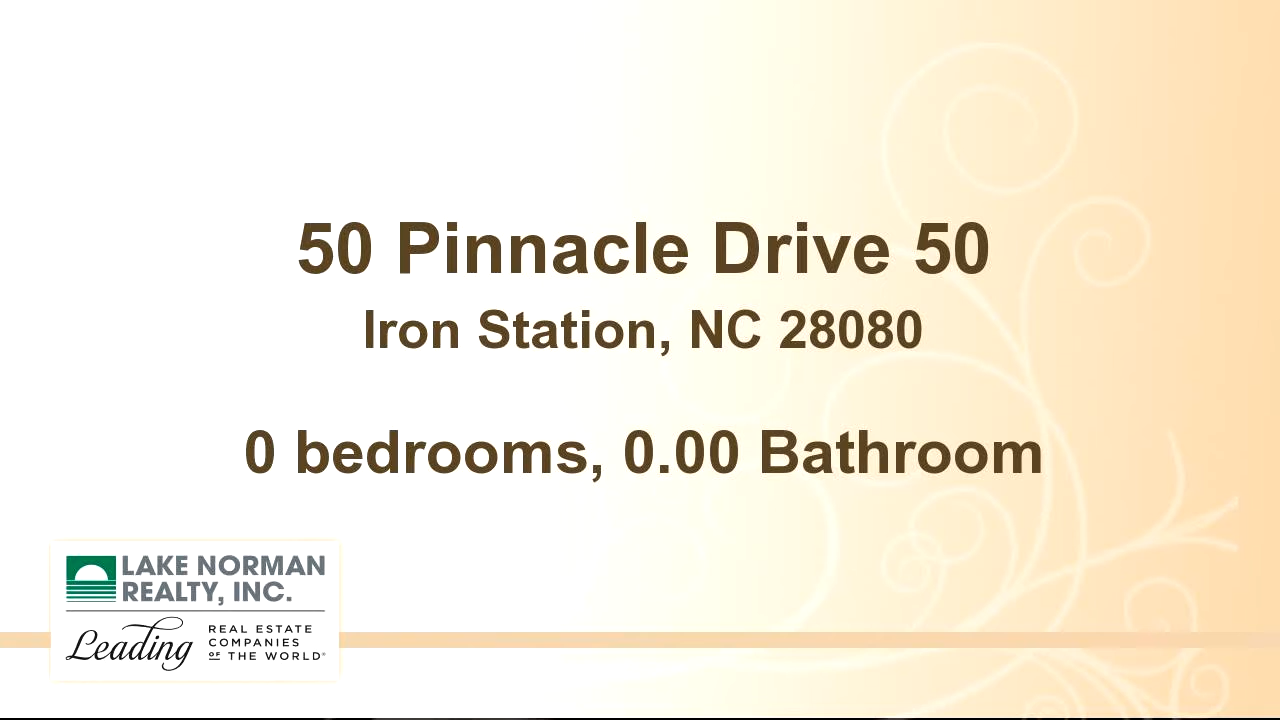 50 Pinnacle Drive 50
Iron Station, NC 28080
0 bedrooms, 0.00 Bathroom
LAKE NORMAN
REALTY, INC.
Leading
REAL ESTATE
COMPANIES
OF THE WORLD®